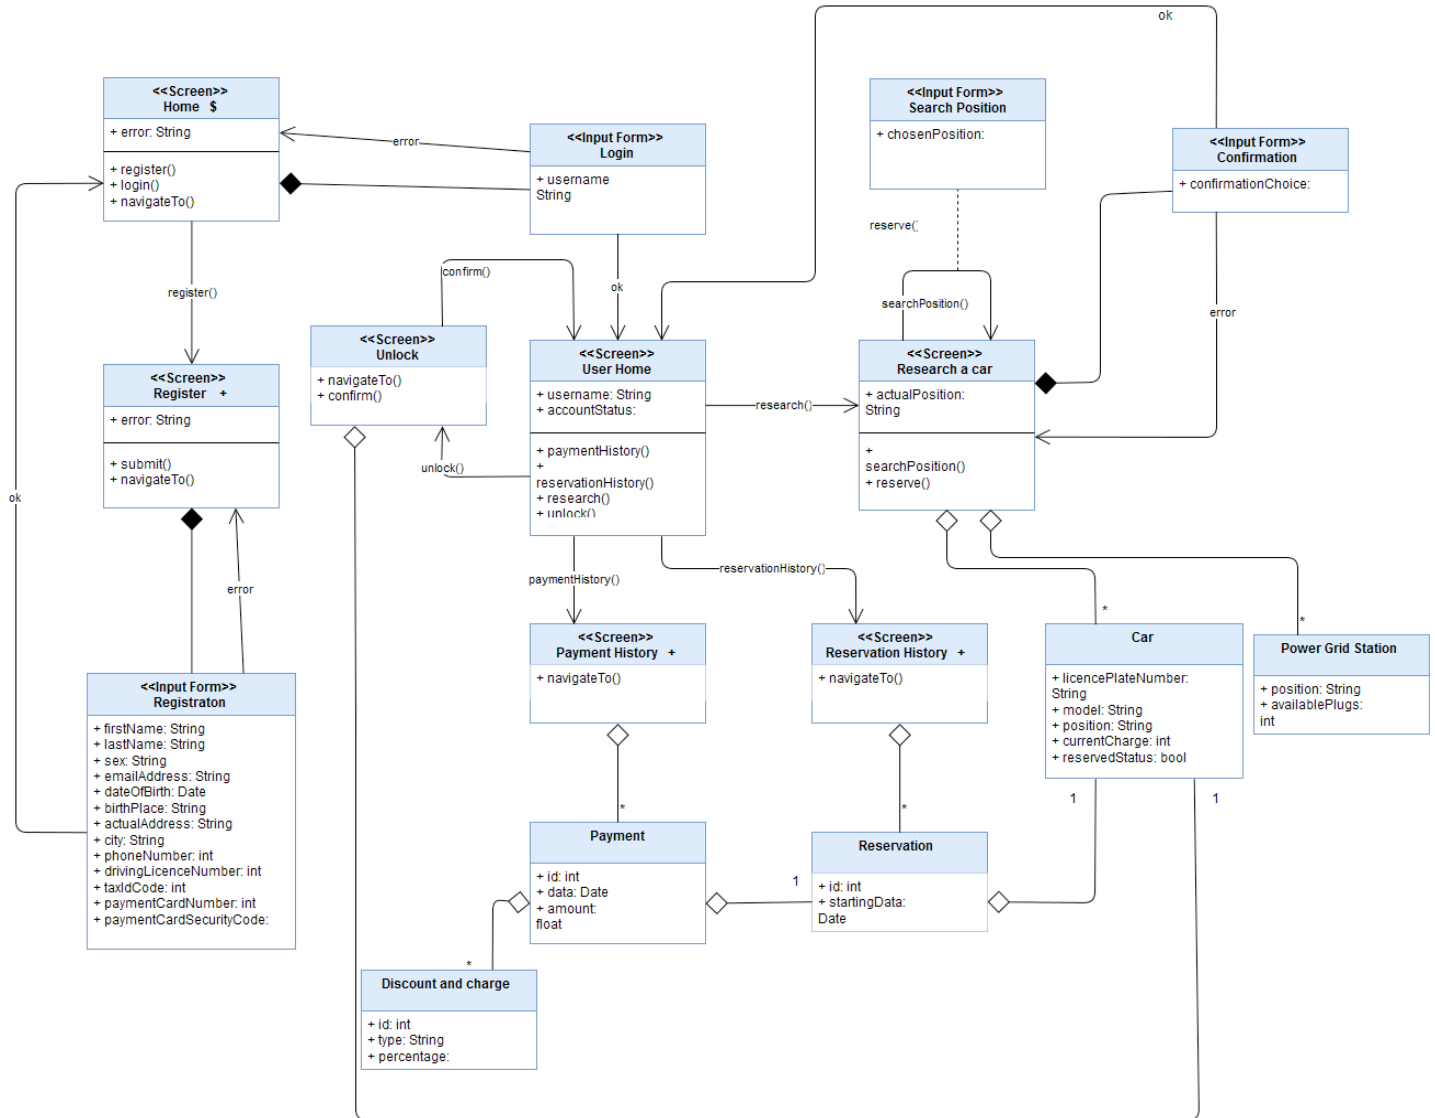 ok
<<Screen>>
Home $
+ error: String
+ register()
+ login()
+ navigateTo()
error
<<Input Form>>
Login
+ username
String
<<Input Form>>
Search Position
+ chosenPosition:
<<Input Form>>
Confirmation
+ confirmationChoice:
reserve(
register()
confirm()
ok
searchPosition()
error
<<Screen>>
Unlock
+ navigateTo()
+ confirm()
<<Screen>>
User Home
+ username: String
+ accountStatus:
+ paymentHistory()
+
reservationHistory()
+ research()
+ unlock()
research()
<<Screen>>
Research a car
+ actualPosition:
String
+
searchPosition()
+ reserve()
<<Screen>>
Register +
+ error: String
+ submit()
+ navigateTo()
unlock()
ok
error
paymentHistory()
reservationHistory()
*
*
<<Screen>>
Payment History +
+ navigateTo()
<<Screen>>
Reservation History +
+ navigateTo()
Car
+ licencePlateNumber:
String
+ model: String
+ position: String
+ currentCharge: int
+ reservedStatus: bool
Power Grid Station
+ position: String
+ availablePlugs:
int
<<Input Form>>
Registraton
+ firstName: String
+ lastName: String
+ sex: String
+ emailAddress: String
+ dateOfBirth: Date
+ birthPlace: String
+ actualAddress: String
+ city: String
+ phoneNumber: int
+ drivingLicenceNumber: int
+ taxIdCode: int
+ paymentCardNumber: int
+ paymentCardSecurityCode:
*
*
1
1
Payment
+ id: int
+ data: Date
+ amount:
float
1
Reservation
+ id: int
+ startingData:
Date
*
Discount and charge
+ id: int
+ type: String
+ percentage: